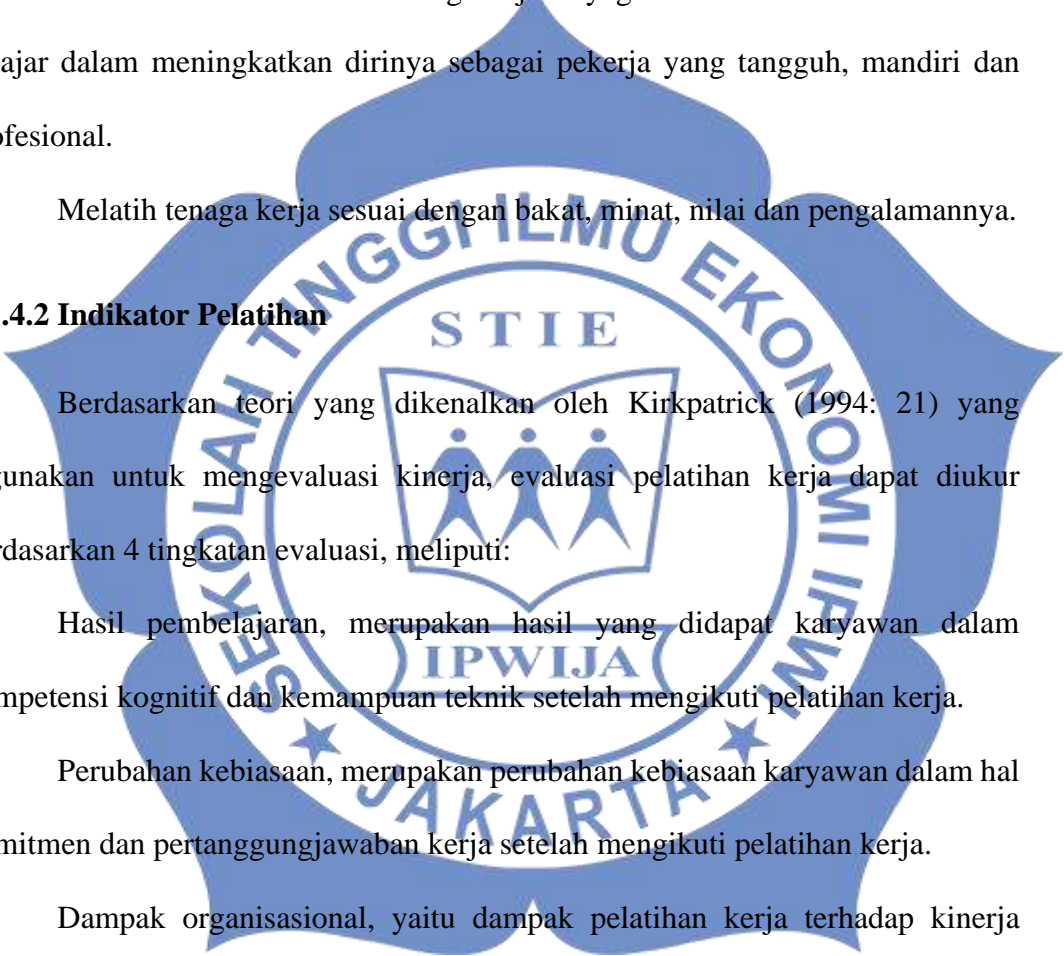 ajar dalam meningkatkan dirinya sebagai pekerja yang tangguh, mandiri dan
ofesional.
Melatih tenaga kerja sesuai dengan bakat, minat, nilai dan pengalamannya.
.4.2 Indikator Pelatihan
Berdasarkan teori yang dikenalkan oleh Kirkpatrick (1994: 21) yang
gunakan untuk mengevaluasi kinerja, evaluasi pelatihan kerja dapat diukur
rdasarkan 4 tingkatan evaluasi, meliputi:
Hasil pembelajaran, merupakan hasil yang didapat karyawan dalam
mpetensi kognitif dan kemampuan teknik setelah mengikuti pelatihan kerja.
Perubahan kebiasaan, merupakan perubahan kebiasaan karyawan dalam hal
mitmen dan pertanggungjawaban kerja setelah mengikuti pelatihan kerja.
Dampak organisasional, yaitu dampak pelatihan kerja terhadap kinerja
SEKOLAH TINGGI ILMU EKONOMI IPWI
JAKARTA
STIE
IPWIJA